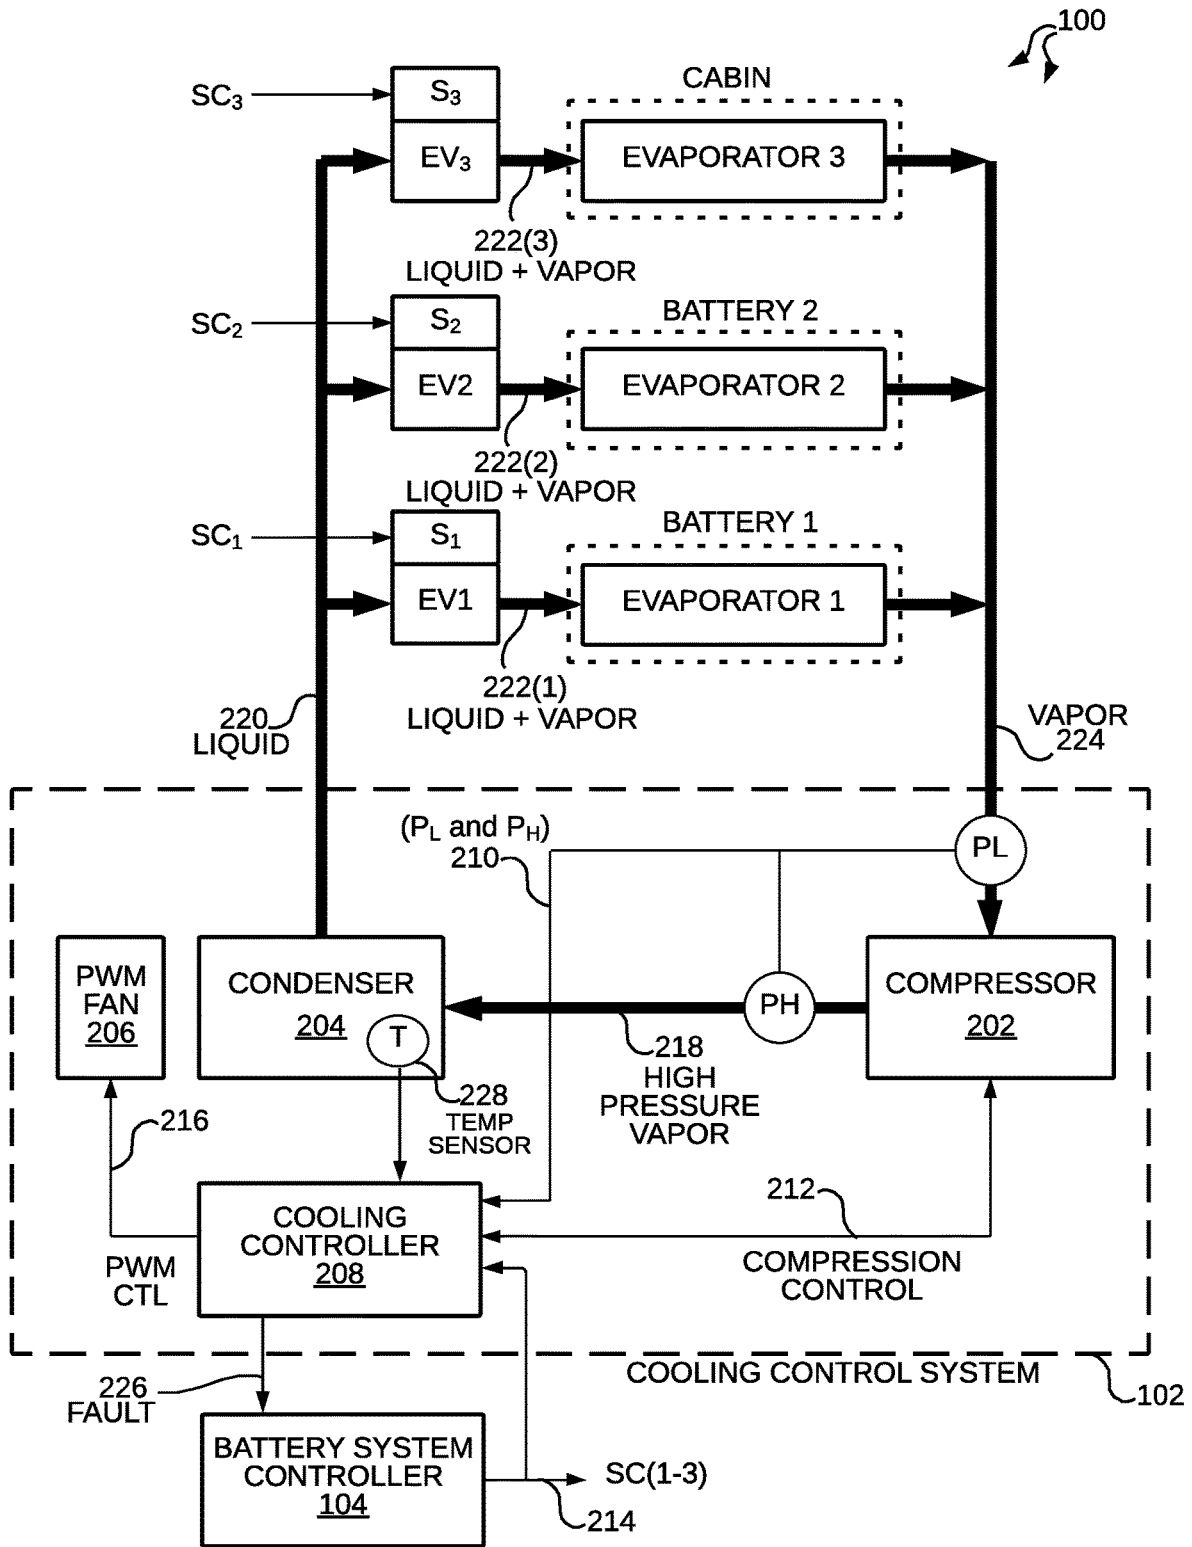 100
CABIN
SC3
S3
EV3
EVAPORATOR 3
222(3)
LIQUID + VAPOR
BATTERY 2
SC2
S2
EV2
EVAPORATOR 2
222(2)
LIQUID + VAPOR
BATTERY 1
SC1
S1
EV1
EVAPORATOR 1
222(1)
LIQUID + VAPOR
220
LIQUID
VAPOR
224
(PL and PH)
210
PL
PWM
FAN
206
CONDENSER
204
T
PH
COMPRESSOR
202
218
HIGH
PRESSURE
VAPOR
228
TEMP
SENSOR
216
212
COOLING
CONTROLLER
208
PWM
CTL
COMPRESSION
CONTROL
COOLING CONTROL SYSTEM
102
226
FAULT
BATTERY SYSTEM
CONTROLLER
104
SC(1-3)
214